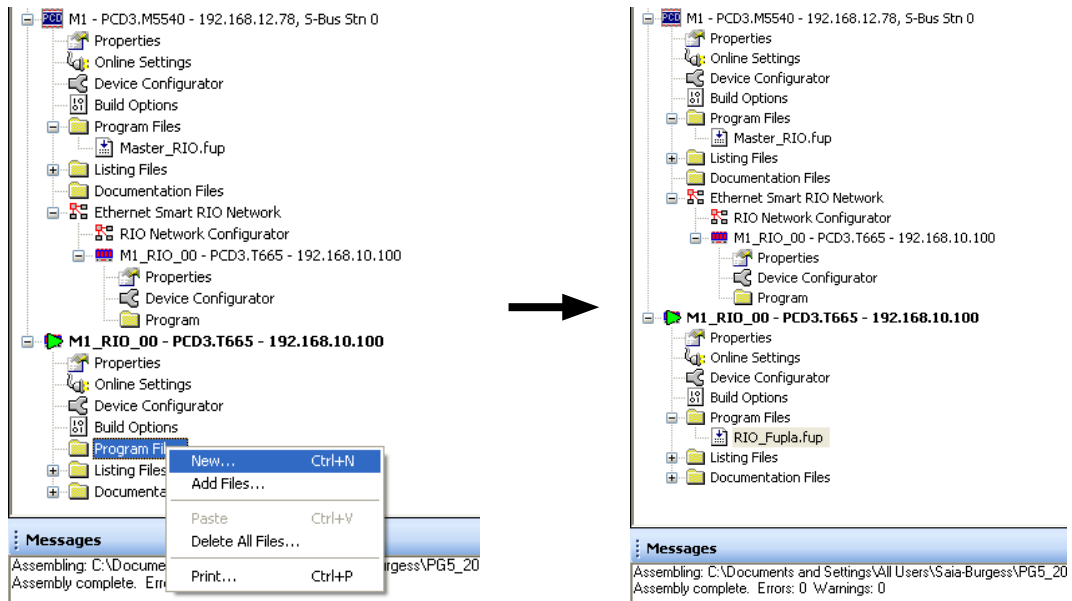 M1 - PCD3.M5540 - 192.168.12.78, S-Bus Stn 0
Properties
Online Settings
Device Configurator
Build Options
Program Files
Master_RIO.fup
Listing Files
Documentation Files
Ethernet Smart RIO Network
RIO Network Configurator
M1_RIO_00 - PCD3.T665 - 192.168.10.100
Properties
Device Configurator
Program
M1_RIO_00 - PCD3.T665 - 192.168.10.100
Properties
Online Settings
Device Configurator
Build Options
Program Fil
Listing Files
Documenta
New... Ctrl+N
Add Files...
Paste Ctrl+V
Delete All Files...
Print... Ctrl+P
Messages
Assembling: C:\Docume rgess\PG5_20
Assembly complete. Err
M1 - PCD3.M5540 - 192.168.12.78, S-Bus Stn 0
Properties
Online Settings
Device Configurator
Build Options
Program Files
Master_RIO.fup
Listing Files
Documentation Files
Ethernet Smart RIO Network
RIO Network Configurator
M1_RIO_00 - PCD3.T665 - 192.168.10.100
Properties
Device Configurator
Program
M1_RIO_00 - PCD3.T665 - 192.168.10.100
Properties
Online Settings
Device Configurator
Build Options
Program Files
RIO_Fupla.fup
Listing Files
Documentation Files
Messages
Assembling: C:\Documents and Settings\All Users\Saia-Burgess\PG5_20
Assembly complete. Errors: 0 Warnings: 0